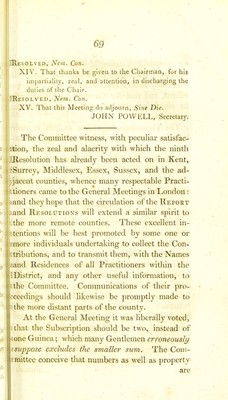 69
RESOLVED, Nem. Con.
XIV. That thanks be given to the Chairman, for his
impartiality, zeal, and attention, in discharging the
duties of the Chair.
RESOLVED, Nem. Con.
XV. That this Meeting do adjourn, Sine Die.
JOHN POWELL, Secretary.
The Committee witness, with peculiar satisfac-
tion, the zeal and alacrity with which the ninth
Resolution has already been acted on in Kent,
Surrey, Middlesex, Essex, Sussex, and the ad-
jacent counties, whence many respectable Practi-
tioners came to the General Meetings in London:
and they hope that the circulation of the REPORT
and RESOLUTIONS will extend a similar spirit to
the more remote counties. These excellent in-
tentions will be best promoted by some one or
more individuals undertaking to collect the Con-
tributions, and to transmit them, with the Names
and Residences of all Practitioners within the
District, and any other useful information, to
the Committee. Communications of their pro-
ceedings should likewise be promptly made to
the more distant parts of the county.
At the General Meeting it was liberally voted,
that the Subscription should be two, instead of
one Guinea; which many Gentlemen erroneously
suppose excludes the smaller sum. The Com-
mittee conceive that numbers as well as property
are